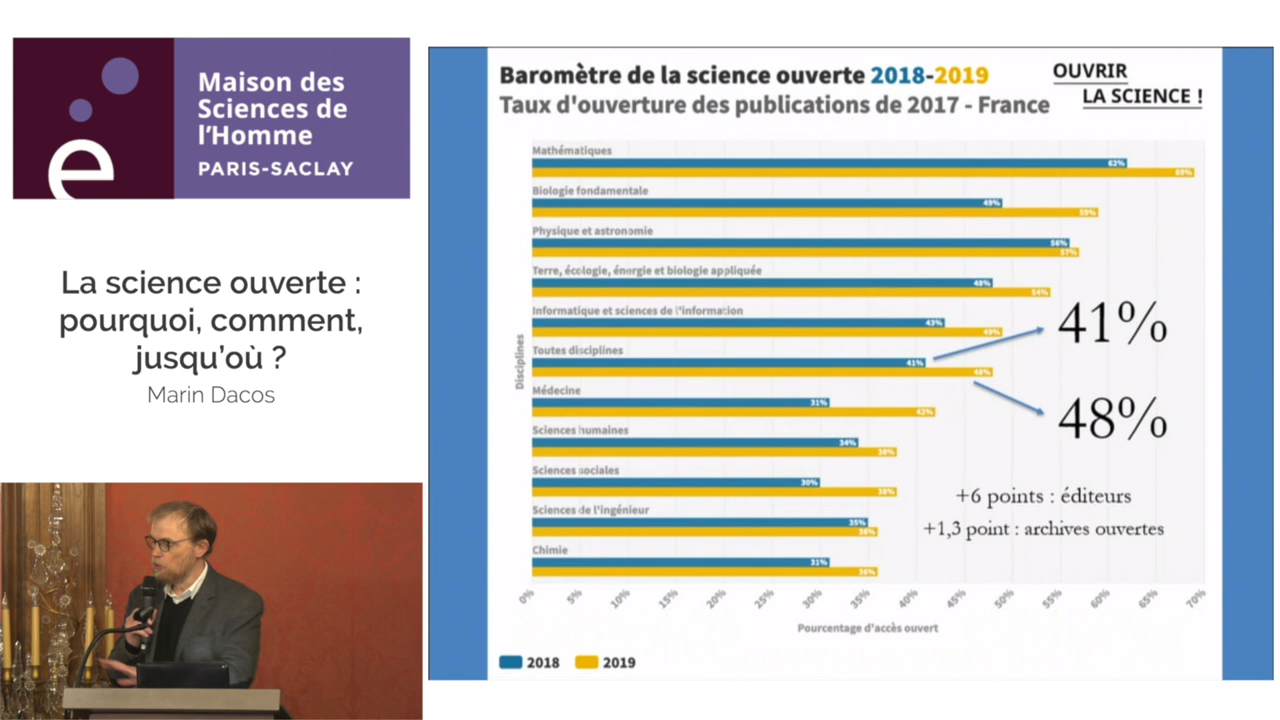 Maison des
Sciences de
l'Homme
PARIS-SACLAY
La science ouverte :
pourquoi, comment,
jusqu'où ?
Marin Dacos
Baromètre de la science ouverte 2018-2019
Taux d'ouverture des publications de 2017 - France
OUVRIR
LA SCIENCE !
Disciplines
Mathématiques
62%
69%
Biologie fondamentale
49%
59%
Physique et astronomie
56%
57%
Terre, écologie, énergie et biologie appliquée
48%
54%
Informatique et sciences de l'information
43%
49%
Toutes disciplines
41%
48%
41%
48%
Médecine
31%
42%
Sciences humaines
34%
38%
Sciences sociales
30%
38%
Sciences de l'ingénieur
35%
36%
Chimie
31%
36%
+6 points : éditeurs
+1,3 point : archives ouvertes
0%
5%
10%
15%
20%
25%
30%
35%
40%
45%
50%
55%
60%
65%
70%
Pourcentage d'accès ouvert
2018
2019